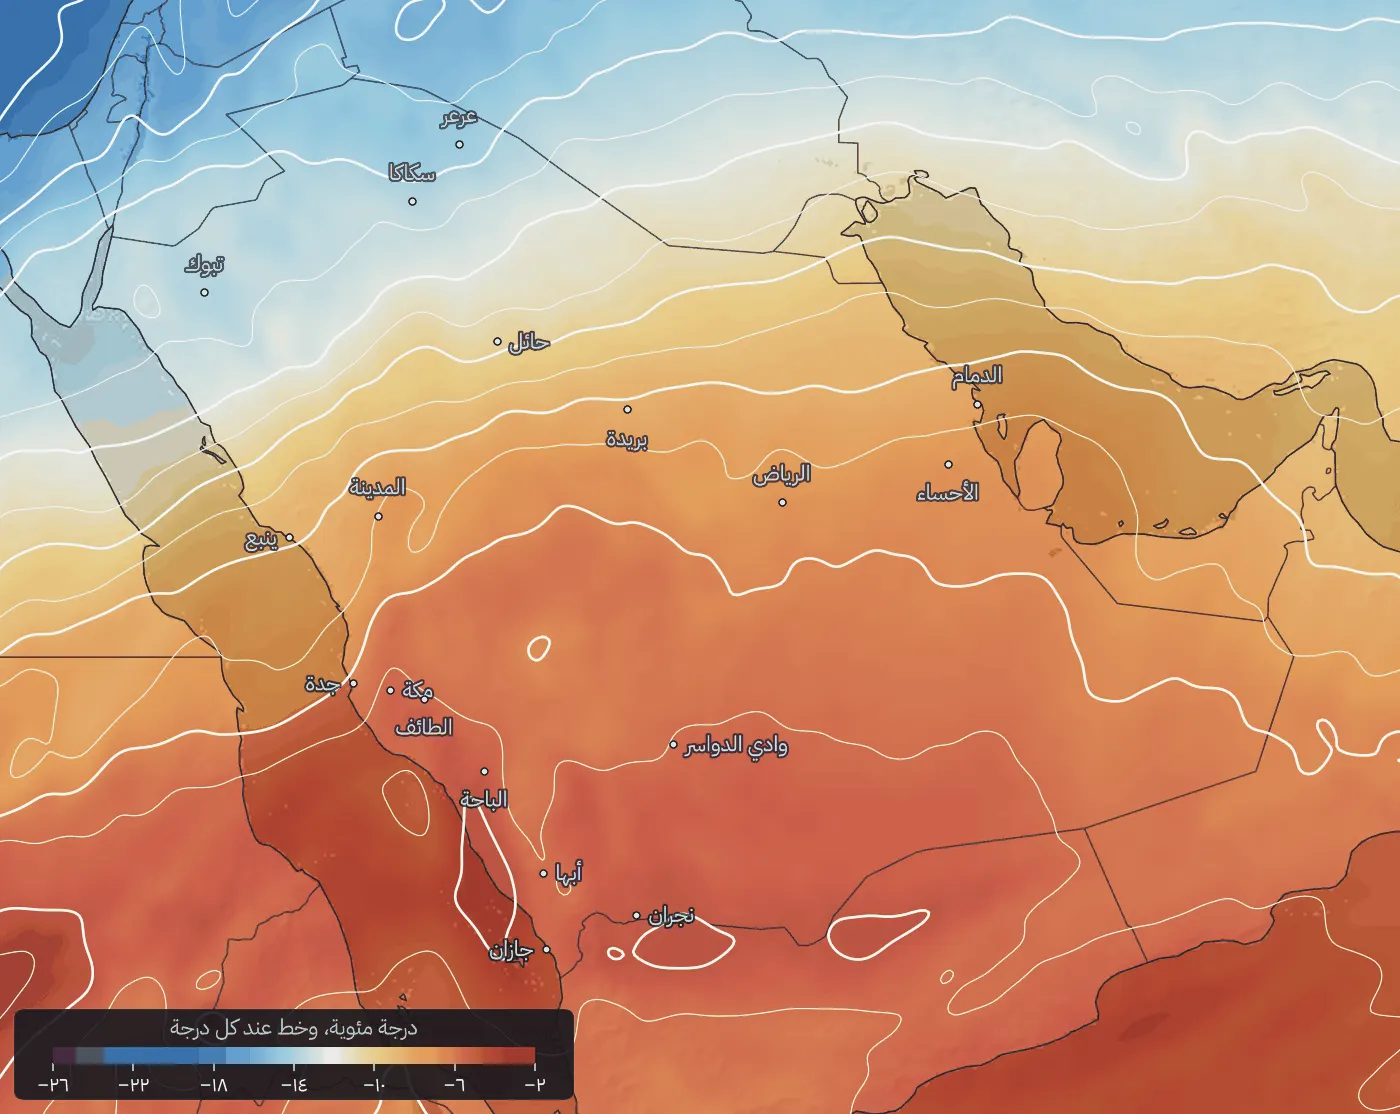 عرعر
سكاكا
تبوك
حائل
الدمام
بريدة
الرياض
المدينة
الأحساء
ينبع
جدة
مكة
الطائف
وادي الدواسر
الباحة
أبها
نجران
جازان
درجة مئوية، وخط عند كل درجة
−٢٦ −٢٢ −١٨ −١٤ −١٠ −٦ −٢